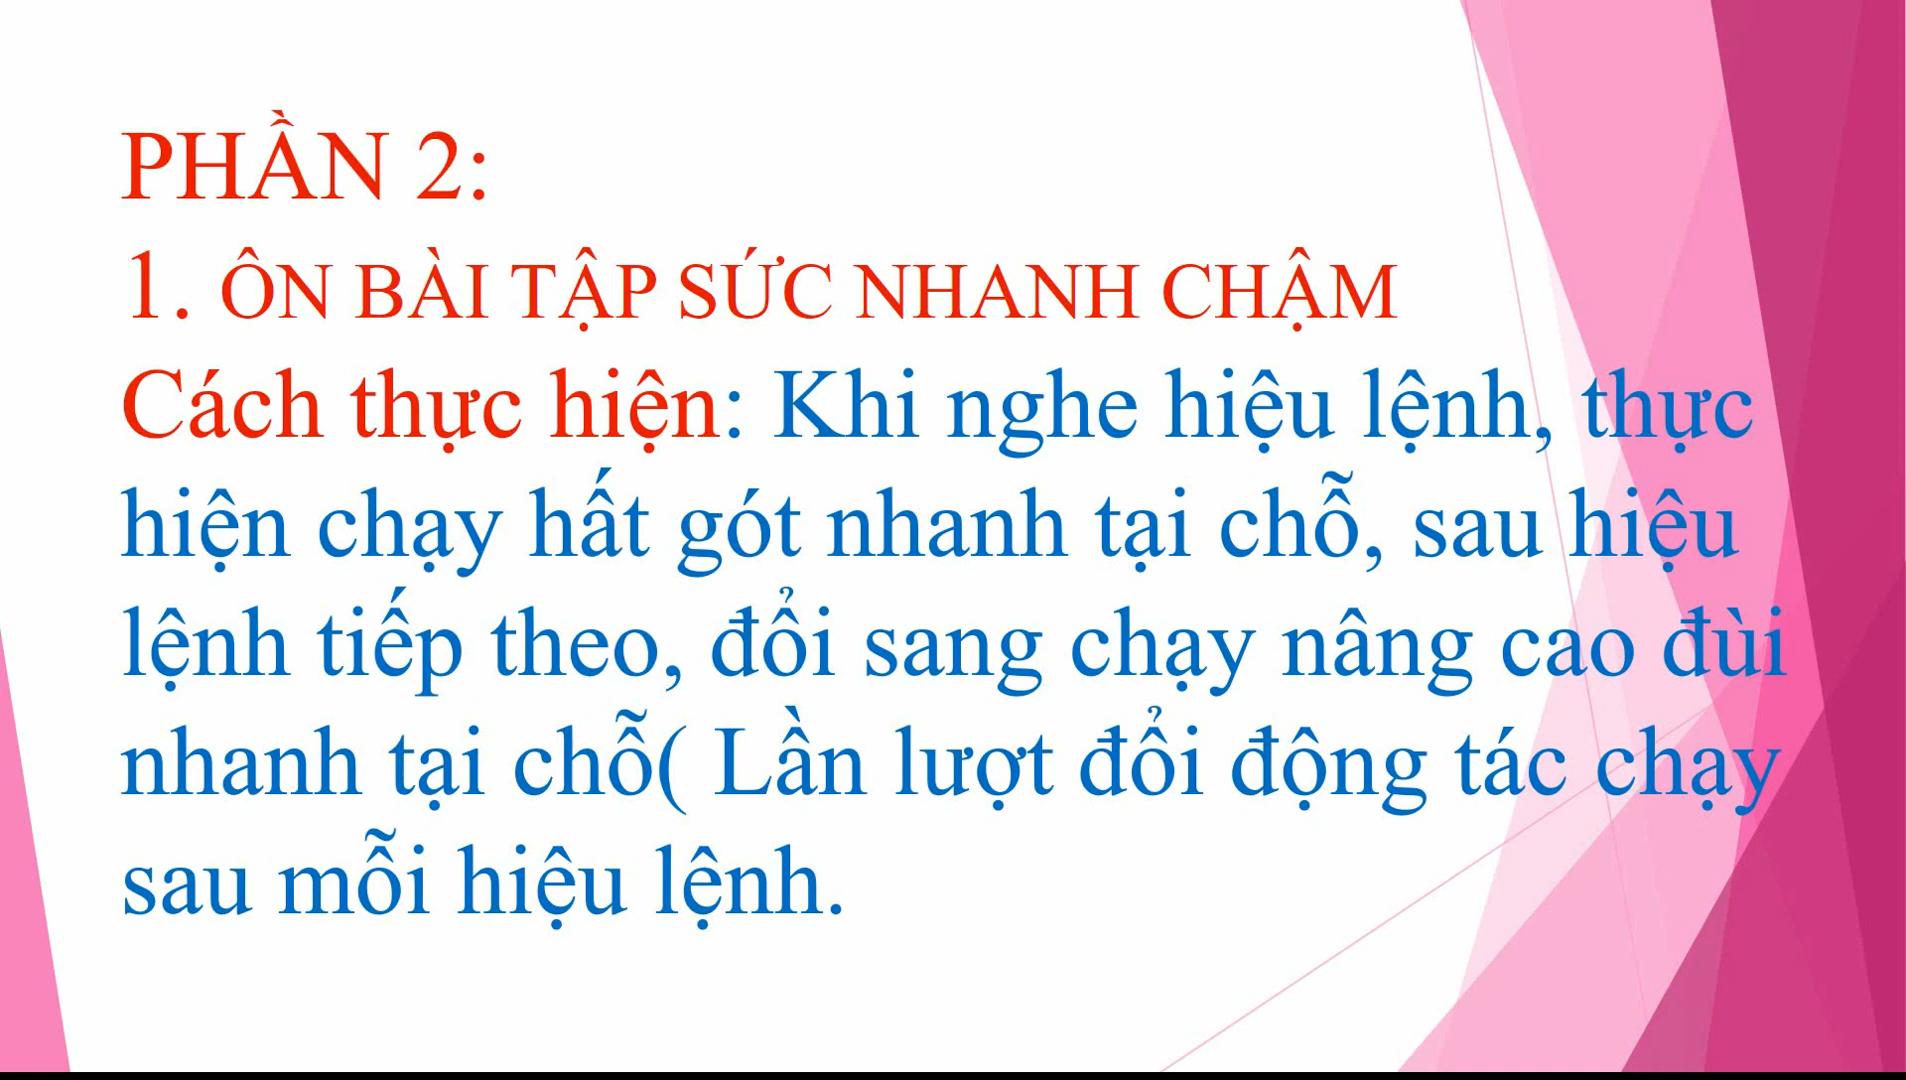 PHẦN 2:
1. ÔN BÀI TẬP SỨC NHANH CHẬM
Cách thực hiện: Khi nghe hiệu lệnh, thực
hiện chạy hất gót nhanh tại chỗ, sau hiệu
lệnh tiếp theo, đổi sang chạy nâng cao đùi
nhanh tại chỗ( Lần lượt đổi động tác chạy
sau mỗi hiệu lệnh.